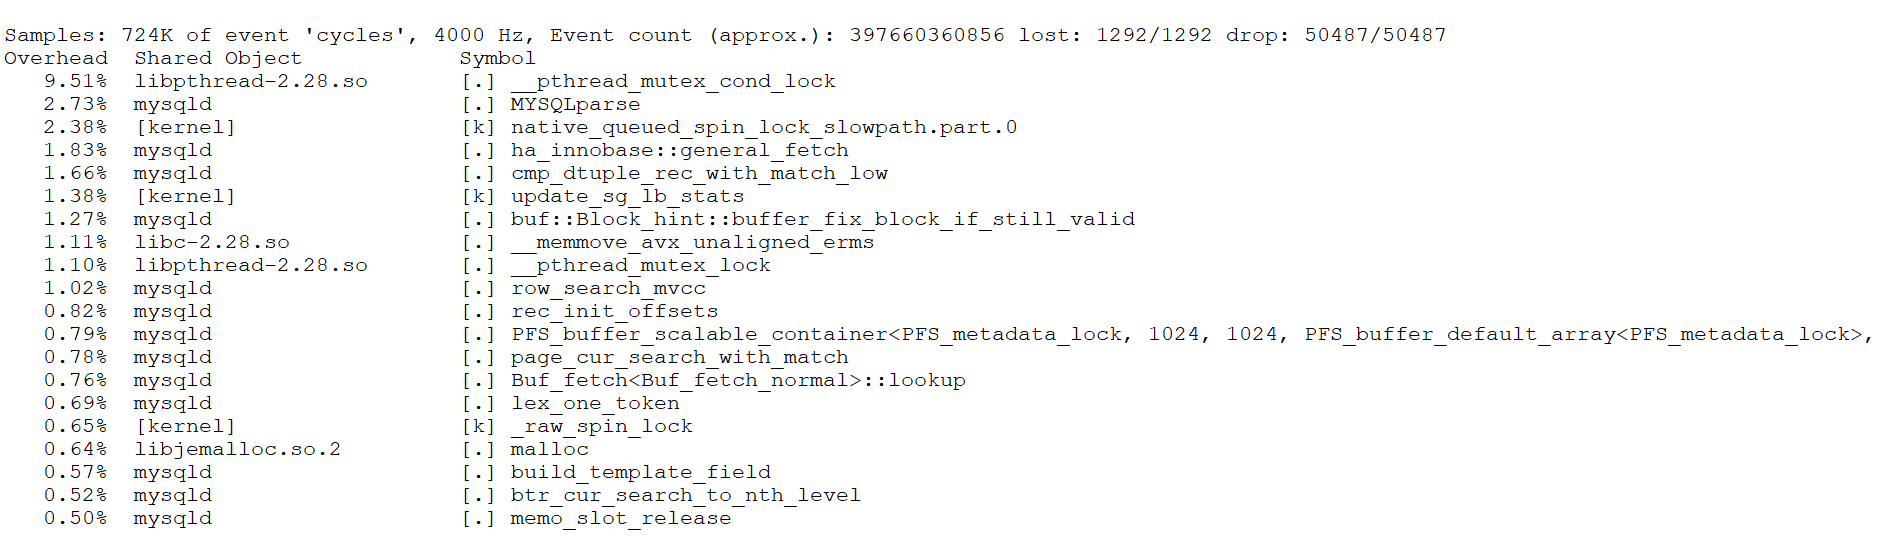 Samples: 724K of event 'cycles', 4000 Hz, Event count (approx.): 397660360856 lost: 1292/1292 drop: 50487/50487
Overhead  Shared Object            Symbol
   9.51%  libpthread-2.28.so       [.] __pthread_mutex_cond_lock
   2.73%  mysqld                   [.] MYSQLparse
   2.38%  [kernel]                 [k] native_queued_spin_lock_slowpath.part.0
   1.83%  mysqld                   [.] ha_innobase::general_fetch
   1.66%  mysqld                   [.] cmp_dtuple_rec_with_match_low
   1.38%  [kernel]                 [k] update_sg_lb_stats
   1.27%  mysqld                   [.] buf::Block_hint::buffer_fix_block_if_still_valid
   1.11%  libc-2.28.so             [.] __memmove_avx_unaligned_erms
   1.10%  libpthread-2.28.so       [.] __pthread_mutex_lock
   1.02%  mysqld                   [.] row_search_mvcc
   0.82%  mysqld                   [.] rec_init_offsets
   0.79%  mysqld                   [.] PFS_buffer_scalable_container<PFS_metadata_lock, 1024, 1024, PFS_buffer_default_array<PFS_metadata_lock>,
   0.78%  mysqld                   [.] page_cur_search_with_match
   0.76%  mysqld                   [.] Buf_fetch<Buf_fetch_normal>::lookup
   0.69%  mysqld                   [.] lex_one_token
   0.65%  [kernel]                 [k] _raw_spin_lock
   0.64%  libjemalloc.so.2         [.] malloc
   0.57%  mysqld                   [.] build_template_field
   0.52%  mysqld                   [.] btr_cur_search_to_nth_level
   0.50%  mysqld                   [.] memo_slot_release